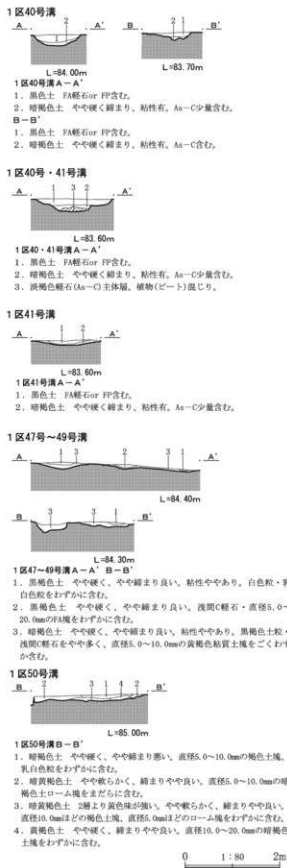 1区40号溝
A 1 2 A'
B 2 1 B'
L=84.00m
L=83.70m
1区40号溝A－A'
1．黒色土　FA軽石or FP含む。
2．暗褐色土　やや硬く締まり、粘性有。As－C少量含む。
B－B'
1．黒色土　FA軽石or FP含む。
2．暗褐色土　やや硬く締まり、粘性有。As－C含む。
1区40号・41号溝
A 1 3 2 A'
L=83.60m
1区40・41号溝A－A'
1．黒色土　FA軽石or FP含む。
2．暗褐色土　やや硬く締まり、粘性有。As－C少量含む。
3．淡褐色軽石(As－C)主体層。植物(ピート)混じり。
1区41号溝
A 1 2 A'
L=83.60m
1区41号溝A－A'
1．黒色土　FA軽石or FP含む。
2．暗褐色土　やや硬く締まり、粘性有。As－C少量含む。
1区47号～49号溝
A 1 3 2 3 1 A'
L=84.40m
B 3 2 3 1 B'
L=84.30m
1区47～49号溝A－A'　B－B'
1．黒褐色土　やや硬く、やや締まり良い。粘性ややあり。白色粒・乳
白色粒をわずかに含む。
2．黒褐色土　やや硬く、やや締まり良い。浅間C軽石・直径5.0～
20.0mmのFA塊をわずかに含む。
3．暗褐色土　やや硬く、やや締まり良い。粘性ややあり。黒褐色土粒・
浅間C軽石をやや多く、直径5.0～10.0mmの黄褐色粘質土塊をごくわず
か含む。
1区50号溝
B 2 3 1 4 2 B'
L=85.00m
1区50号溝B－B'
1．暗褐色土　やや硬く、やや締まり悪い。直径5.0～10.0mmの褐色土塊、
乳白色粒をわずかに含む。
2．暗黄褐色土　やや軟らかく、締まりやや良い。直径5.0～10.0mmの暗
褐色土ローム塊をまだらに含む。
3．暗黄褐色土　2層より黄色味が強い。やや軟らかく、締まりやや良い。
直径10.0mmほどの褐色土塊、直径5.0mmほどのローム塊をわずかに含む。
4．黄褐色土　やや硬く、締まりやや良い。直径10.0～20.0mmの暗褐色
土塊をわずかに含む。
0 1：80 2m